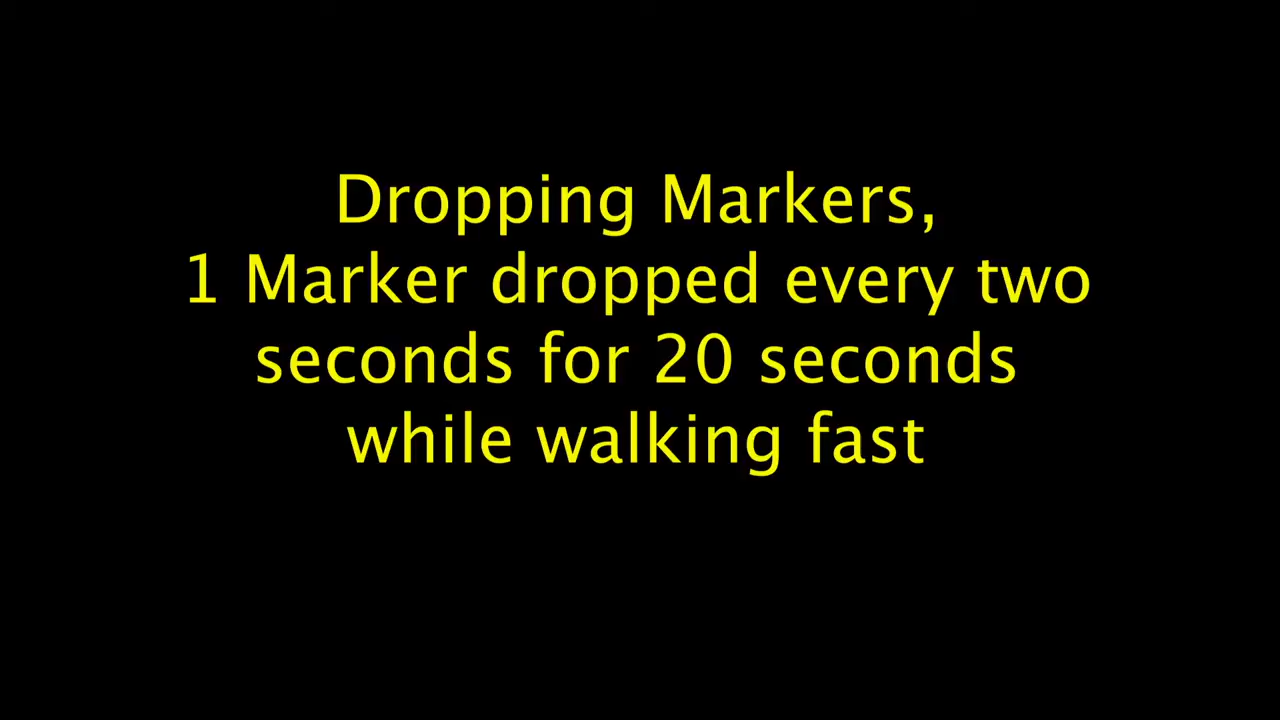 Dropping Markers,
1 Marker dropped every two
seconds for 20 seconds
while walking fast